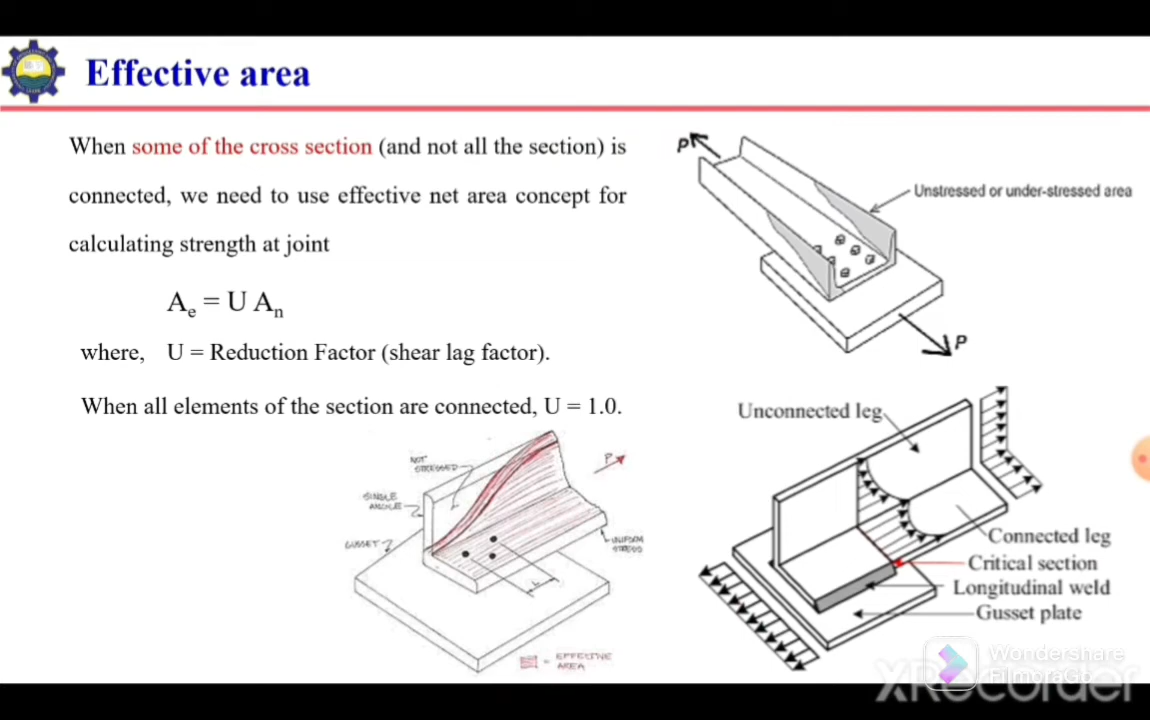 Effective area
When some of the cross section (and not all the section) is
connected, we need to use effective net area concept for
calculating strength at joint
Ae = U An
where, U = Reduction Factor (shear lag factor).
When all elements of the section are connected, U = 1.0.
P
Unstressed or under-stressed area
P
NOT
STRESSED
P
SINGLE
ANGLE
GUSSET
UNIFORM
STRESS
L
= EFFECTIVE
AREA
Unconnected leg
Connected leg
Critical section
Longitudinal weld
Gusset plate
Wondershare
FilmoraGo
XRecorder